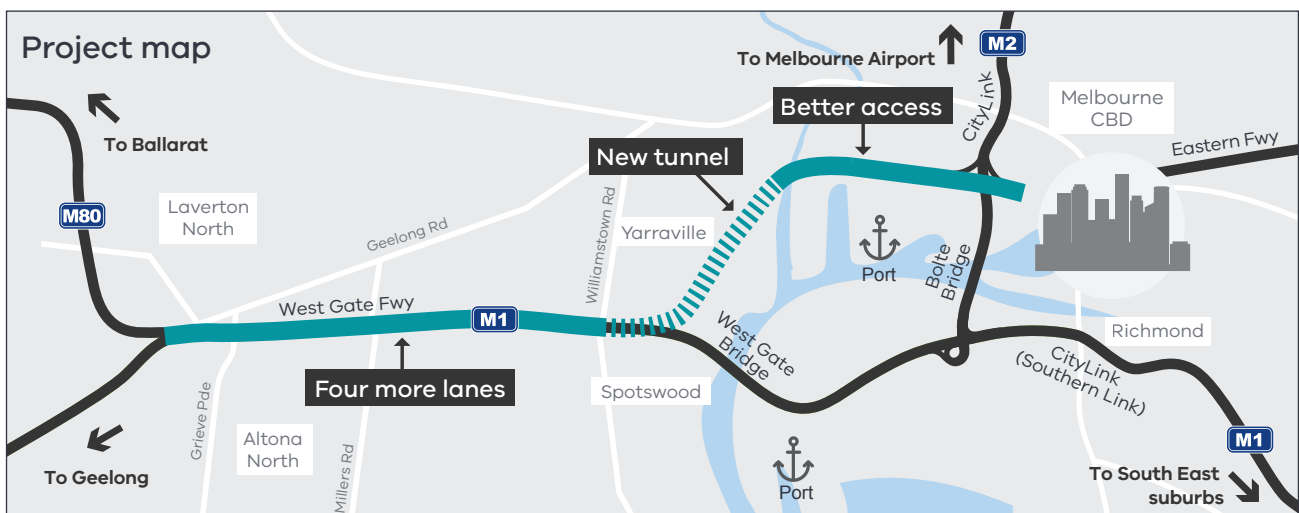 Project map
To Melbourne Airport
M2
Melbourne
CBD
CityLink
Better access
To Ballarat
New tunnel
Eastern Fwy
M80
Laverton
North
Geelong Rd
Williamstown Rd
Yarraville
Port
Bolte
Bridge
West Gate Fwy
M1
West Gate
Bridge
Richmond
CityLink
(Southern Link)
Four more lanes
Spotswood
Grieve Pde
Altona
North
Millers Rd
M1
To Geelong
Port
To South East
suburbs